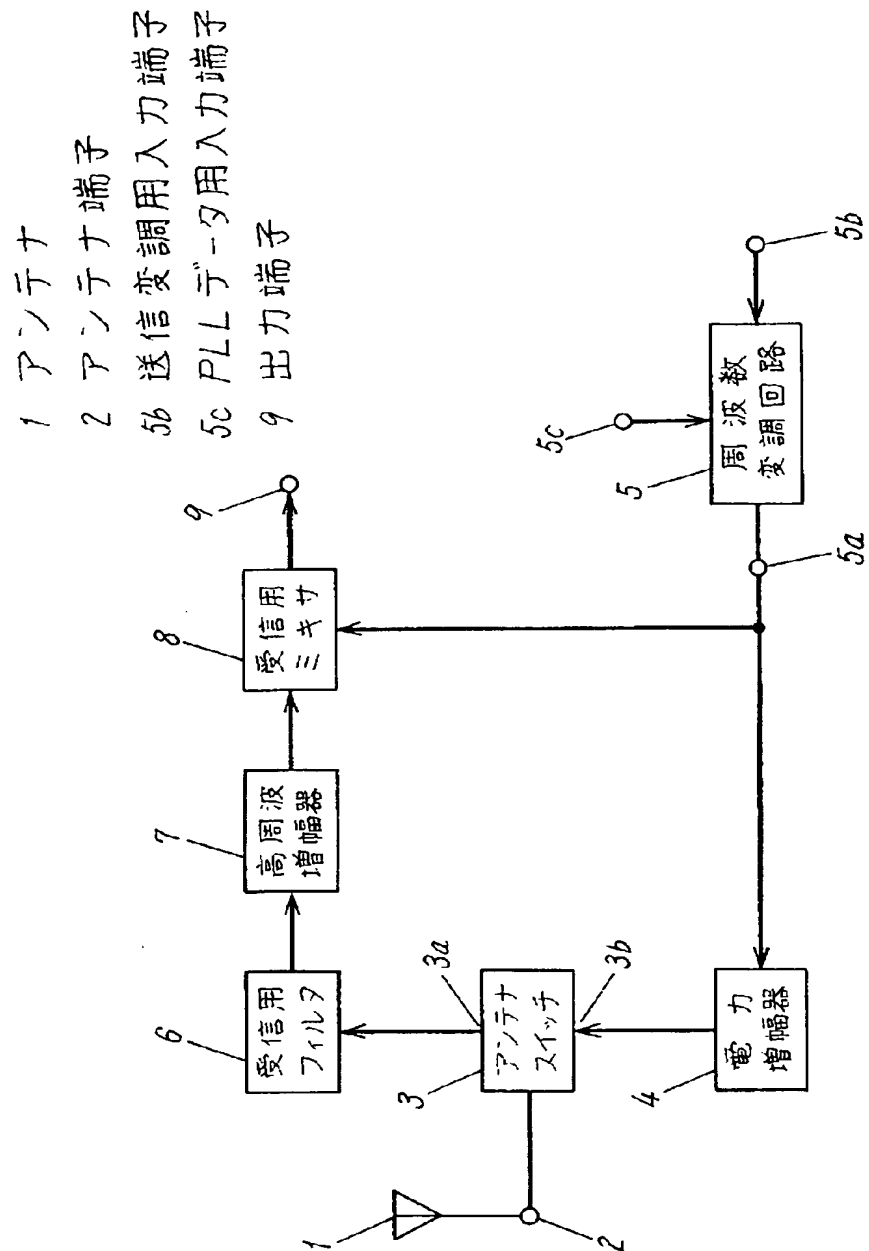 1 アンテナ
2 アンテナ端子
5b 送信変調用入力端子
5c PLL データ用入力端子
9 出力端子
1
2
3
アンテナ
スイッチ
3a
3b
4
電力
増幅器
6
受信用
フィルタ
7
高周波
増幅器
8
受信用
ミキサ
9
5
周波数
変調回路
5a
5b
5c